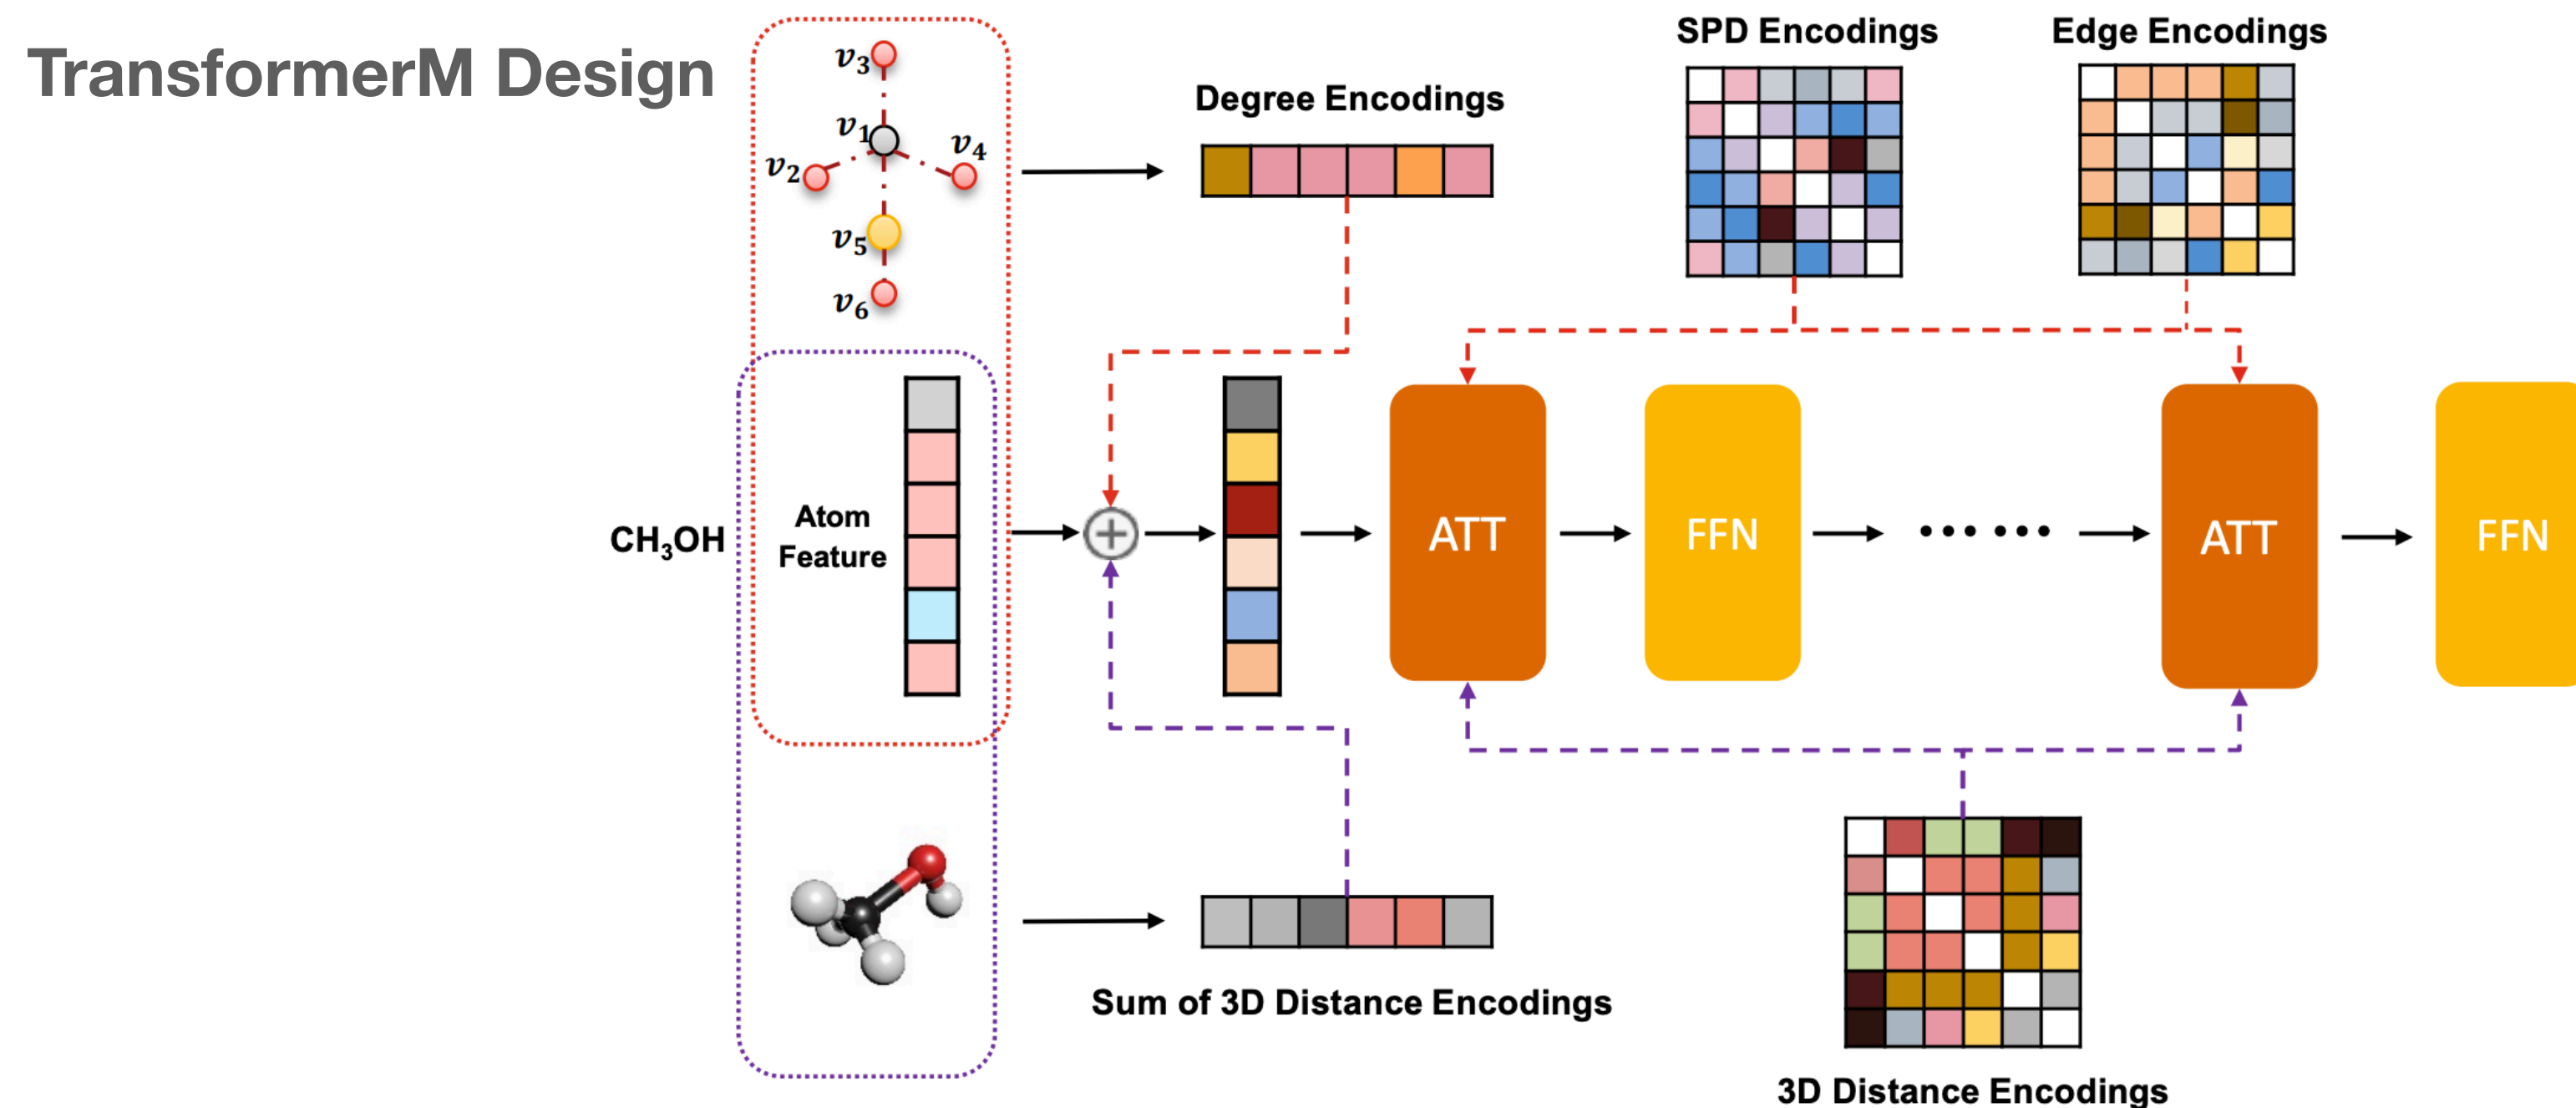 TransformerM Design
v3
v1
v2
v4
v5
v6
Degree Encodings
SPD Encodings
Edge Encodings
CH₃OH
Atom
Feature
ATT
FFN
ATT
FFN
Sum of 3D Distance Encodings
3D Distance Encodings